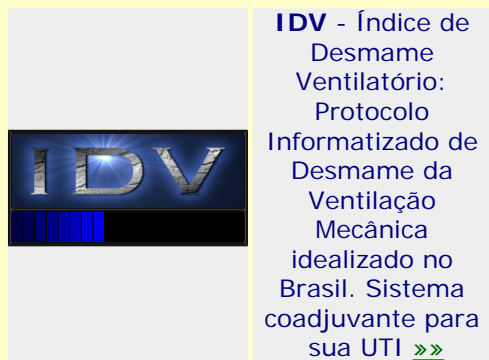 IDV
IDV - Índice de
Desmame
Ventilatório:
Protocolo
Informatizado de
Desmame da
Ventilação
Mecânica
idealizado no
Brasil. Sistema
coadjuvante para
sua UTI »»